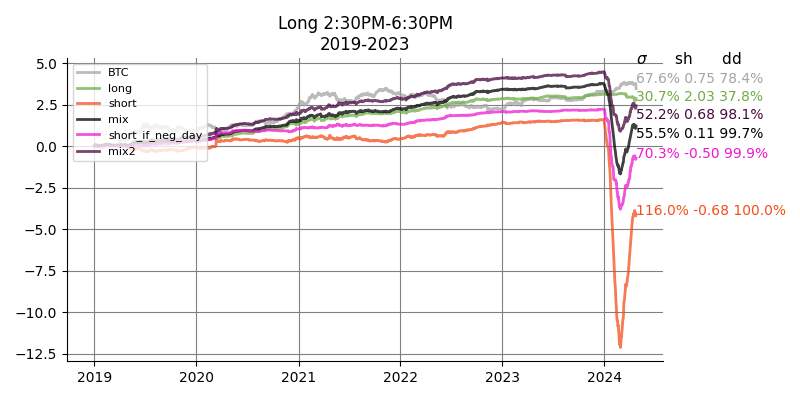 Long 2:30PM-6:30PM
2019-2023
σ sh dd
5.0
2.5
0.0
−2.5
−5.0
−7.5
−10.0
−12.5
BTC
long
short
mix
short_if_neg_day
mix2
67.6% 0.75 78.4%
30.7% 2.03 37.8%
52.2% 0.68 98.1%
55.5% 0.11 99.7%
70.3% -0.50 99.9%
116.0% -0.68 100.0%
2019 2020 2021 2022 2023 2024